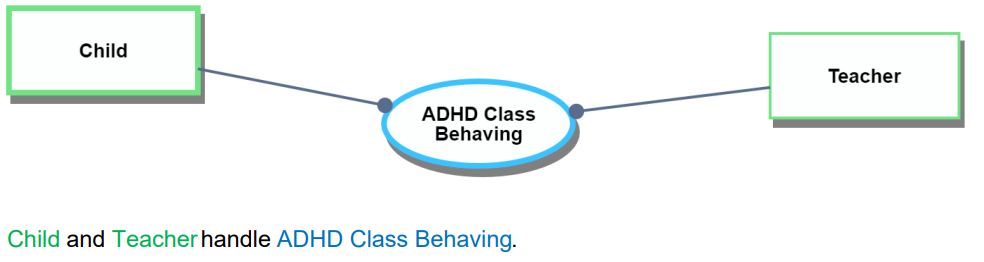 Child
Teacher
ADHD Class
Behaving
Child and Teacher handle ADHD Class Behaving.